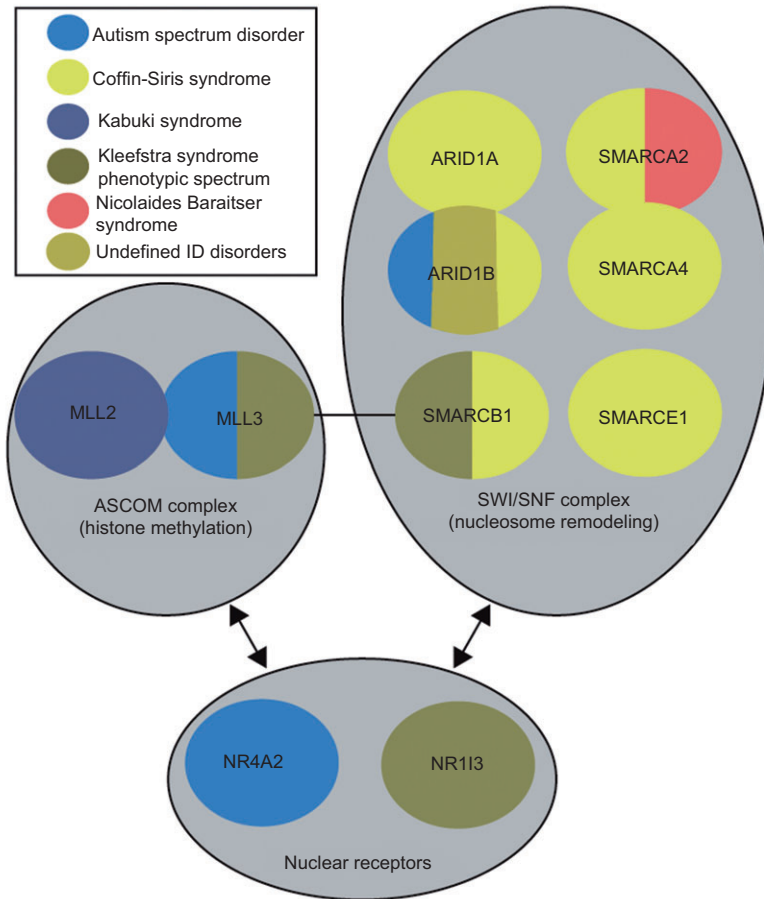 Autism spectrum disorder
Coffin-Siris syndrome
Kabuki syndrome
Kleefstra syndrome
phenotypic spectrum
Nicolaides Baraitser
syndrome
Undefined ID disorders
ARID1A
SMARCA2
ARID1B
SMARCA4
MLL2
MLL3
SMARCB1
SMARCE1
ASCOM complex
(histone methylation)
SWI/SNF complex
(nucleosome remodeling)
NR4A2
NR1I3
Nuclear receptors